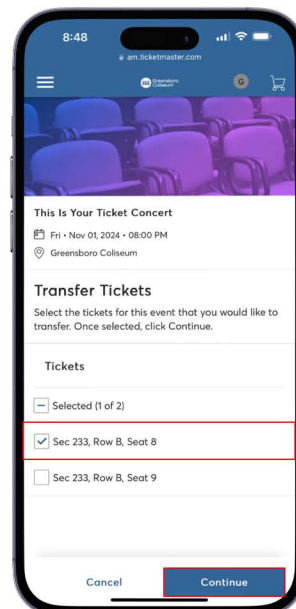 8:48
am.ticketmaster.com
Greensboro
Coliseum
G
This Is Your Ticket Concert
Fri • Nov 01, 2024 • 08:00 PM
Greensboro Coliseum
Transfer Tickets
Select the tickets for this event that you would like to
transfer. Once selected, click Continue.
Tickets
Selected (1 of 2)
Sec 233, Row B, Seat 8
Sec 233, Row B, Seat 9
Cancel
Continue